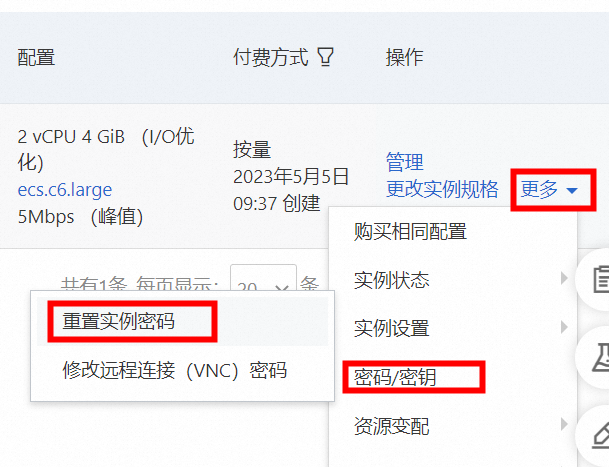 配置
付费方式
操作
2 vCPU 4 GiB （I/O优
化）
ecs.c6.large
5Mbps （峰值）
按量
2023年5月5日
09:37 创建
管理
更改实例规格
更多
购买相同配置
实例状态
实例设置
密码/密钥
资源变配
共有1条, 每页显示: 20 条
重置实例密码
修改远程连接（VNC）密码